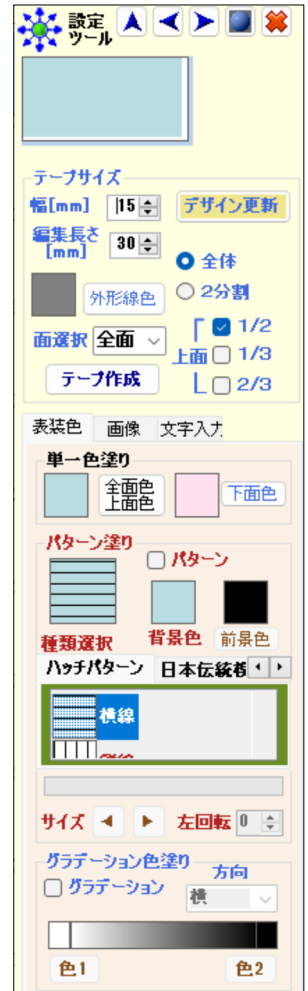 設定
ツール
テープサイズ
幅[mm] 15 デザイン更新
編集長さ
[mm] 30
全体
外形線色 2分割
面選択 全面
上面 1/2
1/3
2/3
テープ作成
表装色 画像 文字入力
単一色塗り
全面色
上面色 下面色
パターン塗り
パターン
種類選択 背景色 前景色
ハッチパターン 日本伝統
横線
サイズ 左回転 0
グラデーション色塗り
グラデーション 方向
横
色1 色2